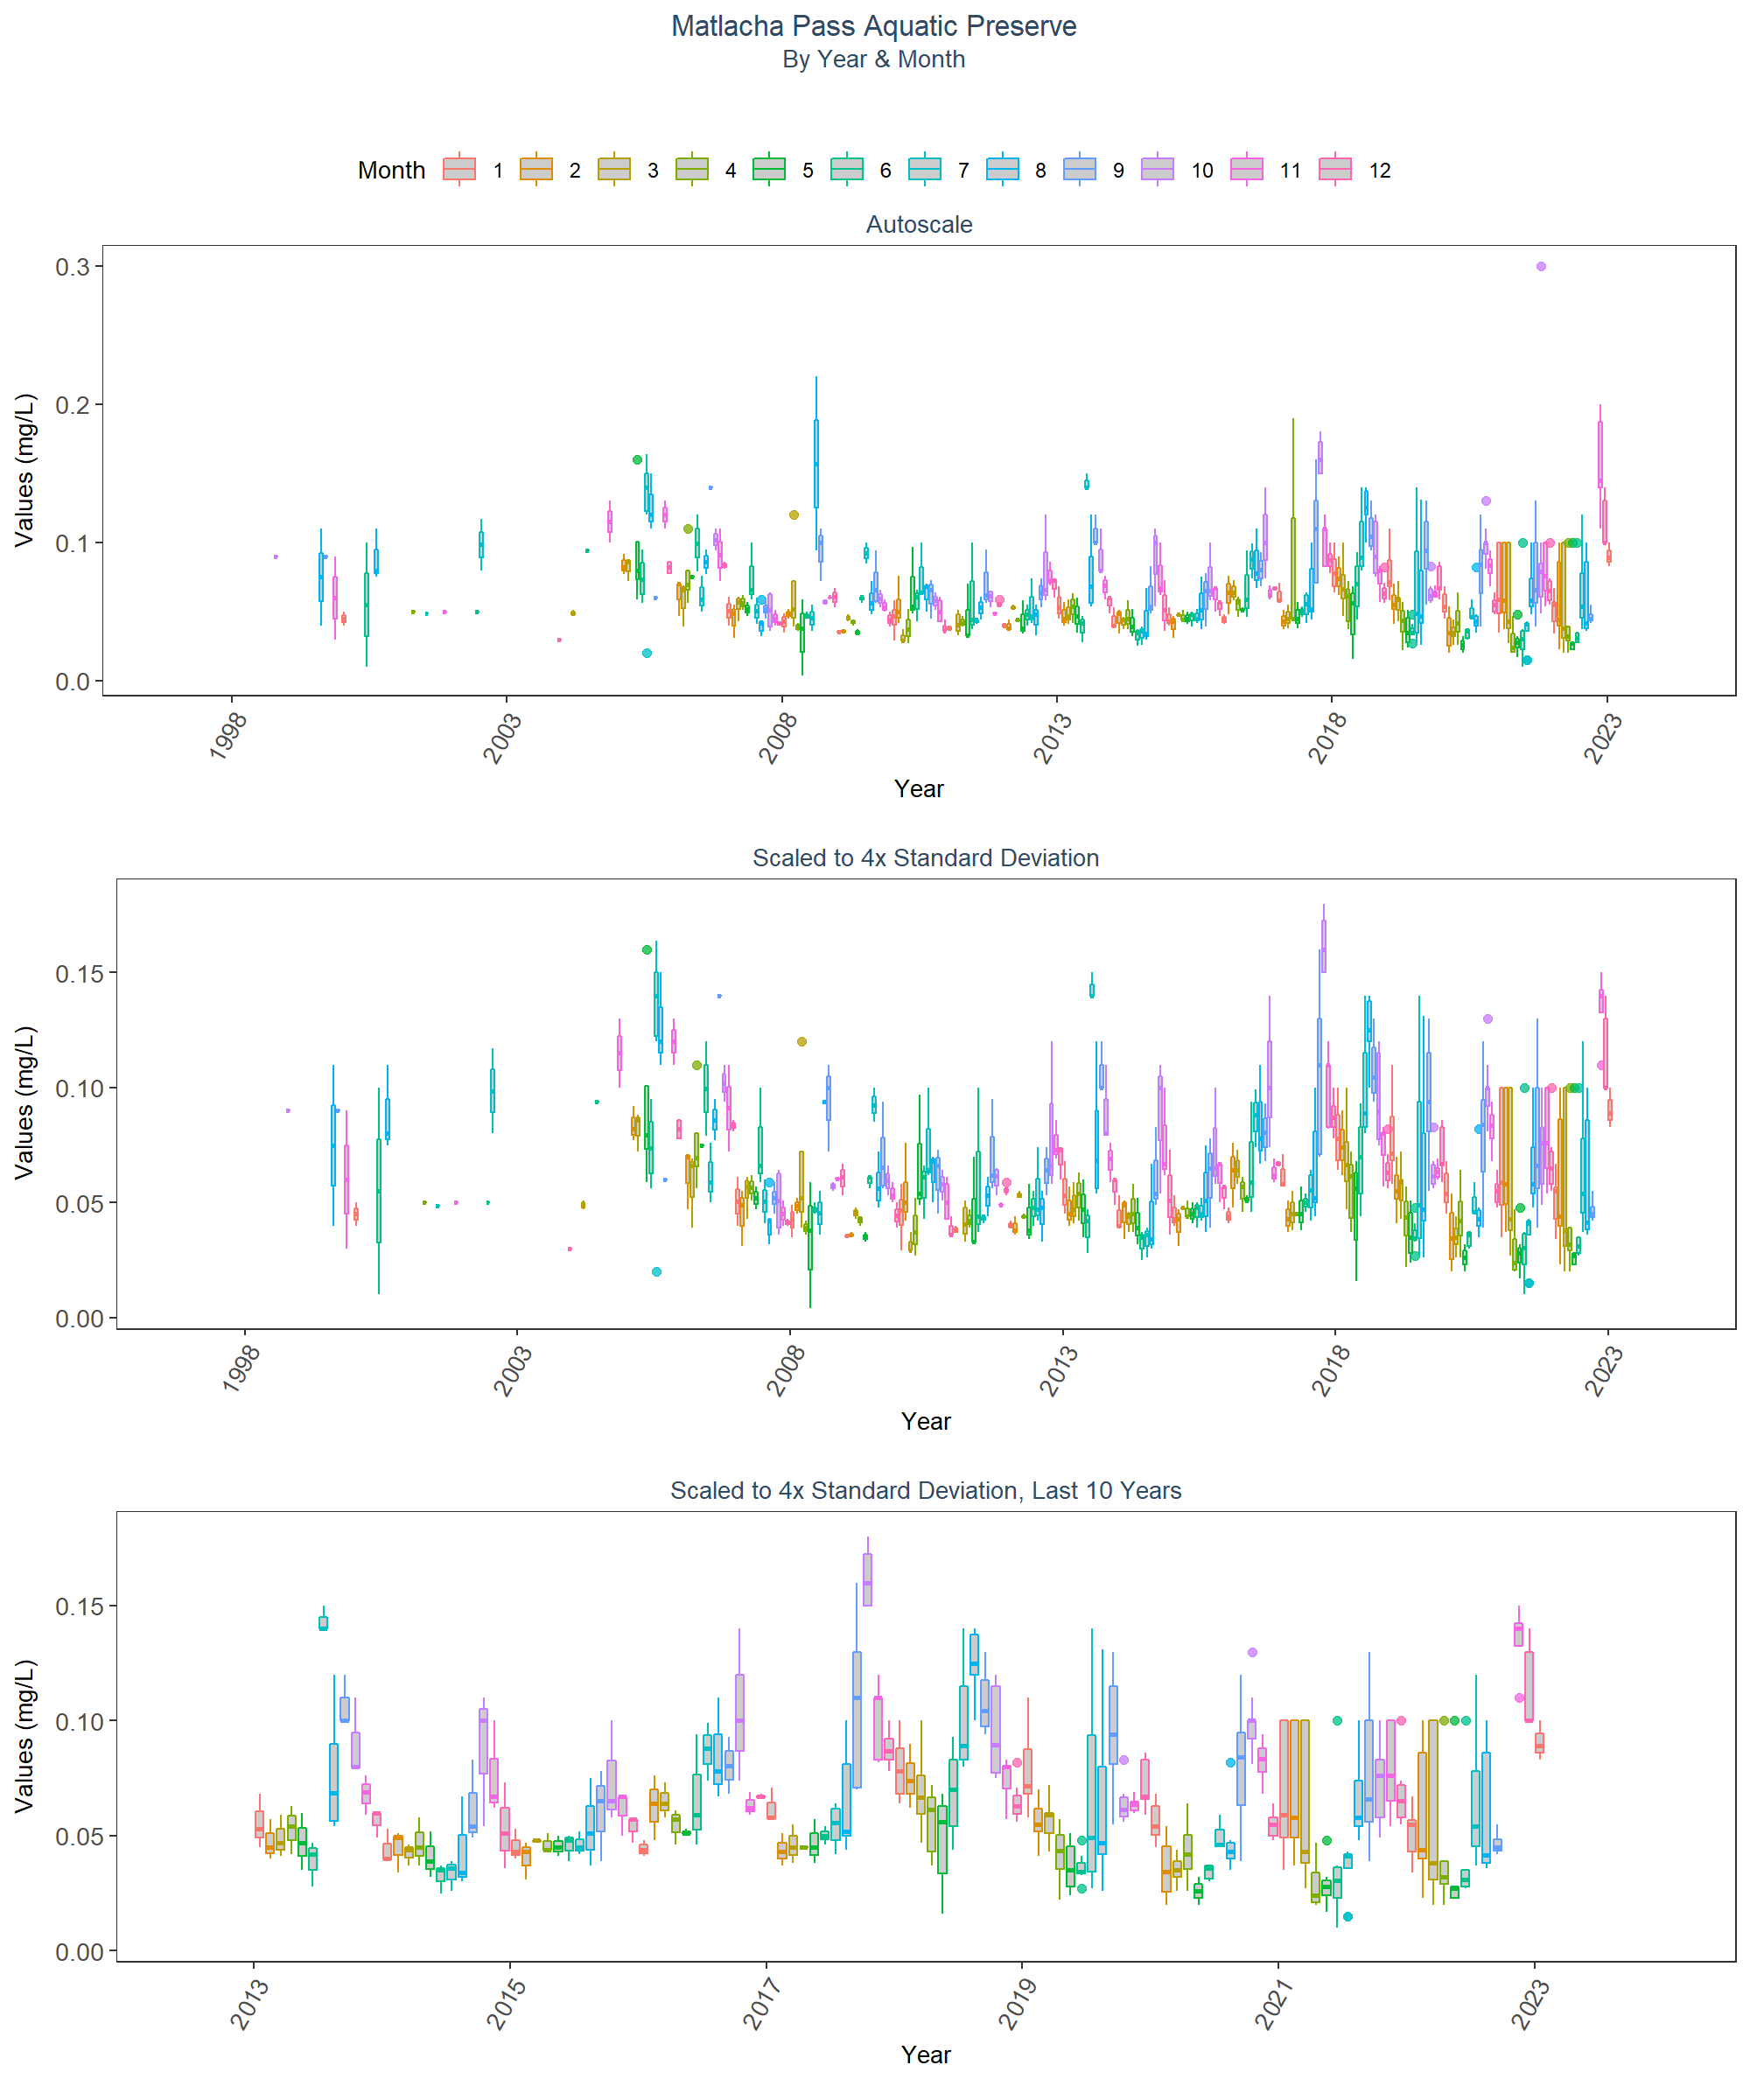 Matlacha Pass Aquatic Preserve
By Year & Month
Month 1 2 3 4 5 6 7 8 9 10 11 12
Autoscale
0.3
0.2
0.1
0.0
Values (mg/L)
1998 2003 2008 2013 2018 2023
Year
Scaled to 4x Standard Deviation
0.15
0.10
0.05
0.00
Values (mg/L)
1998 2003 2008 2013 2018 2023
Year
Scaled to 4x Standard Deviation, Last 10 Years
0.15
0.10
0.05
0.00
Values (mg/L)
2013 2015 2017 2019 2021 2023
Year